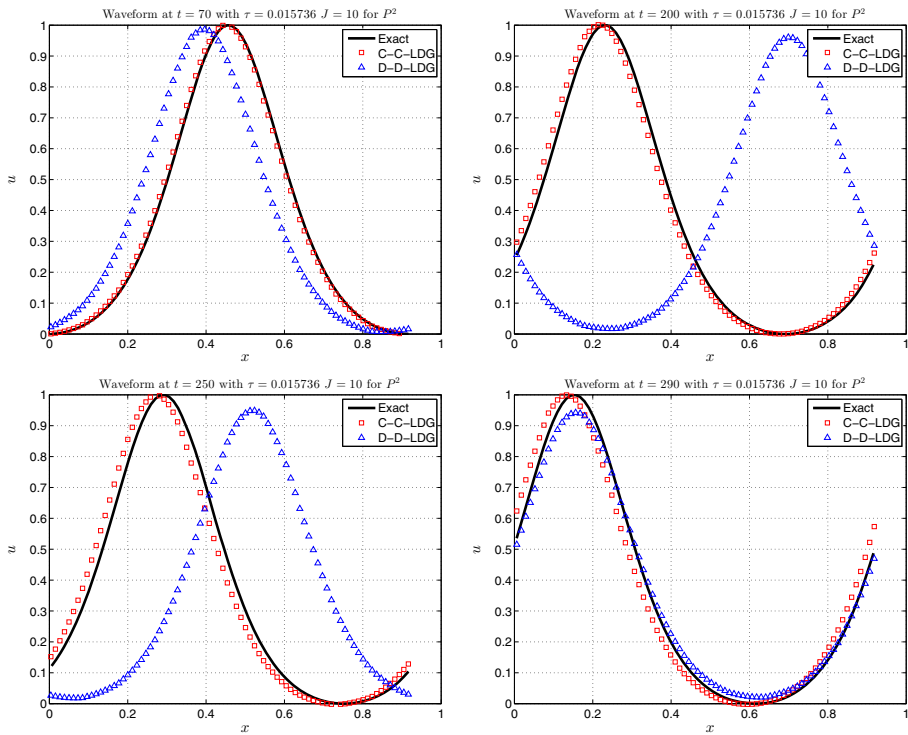 Waveform at t = 70 with τ = 0.015736 J = 10 for P²
1
0.9
0.8
0.7
0.6
0.5
0.4
0.3
0.2
0.1
0
u
0 0.2 0.4 0.6 0.8 1
x
Exact
C−C−LDG
D−D−LDG
Waveform at t = 200 with τ = 0.015736 J = 10 for P²
1
0.9
0.8
0.7
0.6
0.5
0.4
0.3
0.2
0.1
0
u
0 0.2 0.4 0.6 0.8 1
x
Exact
C−C−LDG
D−D−LDG
Waveform at t = 250 with τ = 0.015736 J = 10 for P²
1
0.9
0.8
0.7
0.6
0.5
0.4
0.3
0.2
0.1
0
u
0 0.2 0.4 0.6 0.8 1
x
Exact
C−C−LDG
D−D−LDG
Waveform at t = 290 with τ = 0.015736 J = 10 for P²
1
0.9
0.8
0.7
0.6
0.5
0.4
0.3
0.2
0.1
0
u
0 0.2 0.4 0.6 0.8 1
x
Exact
C−C−LDG
D−D−LDG